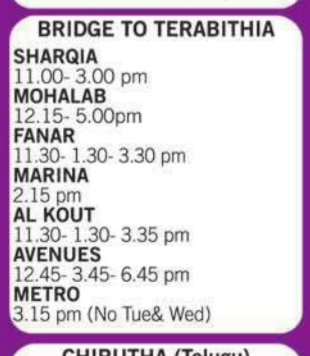 BRIDGE TO TERABITHIA
SHARQIA
11.00- 3.00 pm
MOHALAB
12.15- 5.00pm
FANAR
11.30- 1.30- 3.30 pm
MARINA
2.15 pm
AL KOUT
11.30- 1.30- 3.35 pm
AVENUES
12.45- 3.45- 6.45 pm
METRO
3.15 pm (No Tue& Wed)
CHIRUTHA (Telugu)